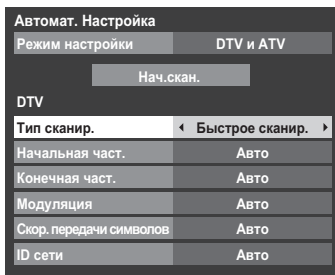 Автомат. Настройка
Режим настройки DTV и ATV
Нач.скан.
DTV
Тип сканир. Быстрое сканир.
Начальная част. Авто
Конечная част. Авто
Модуляция Авто
Скор. передачи символов Авто
ID сети Авто